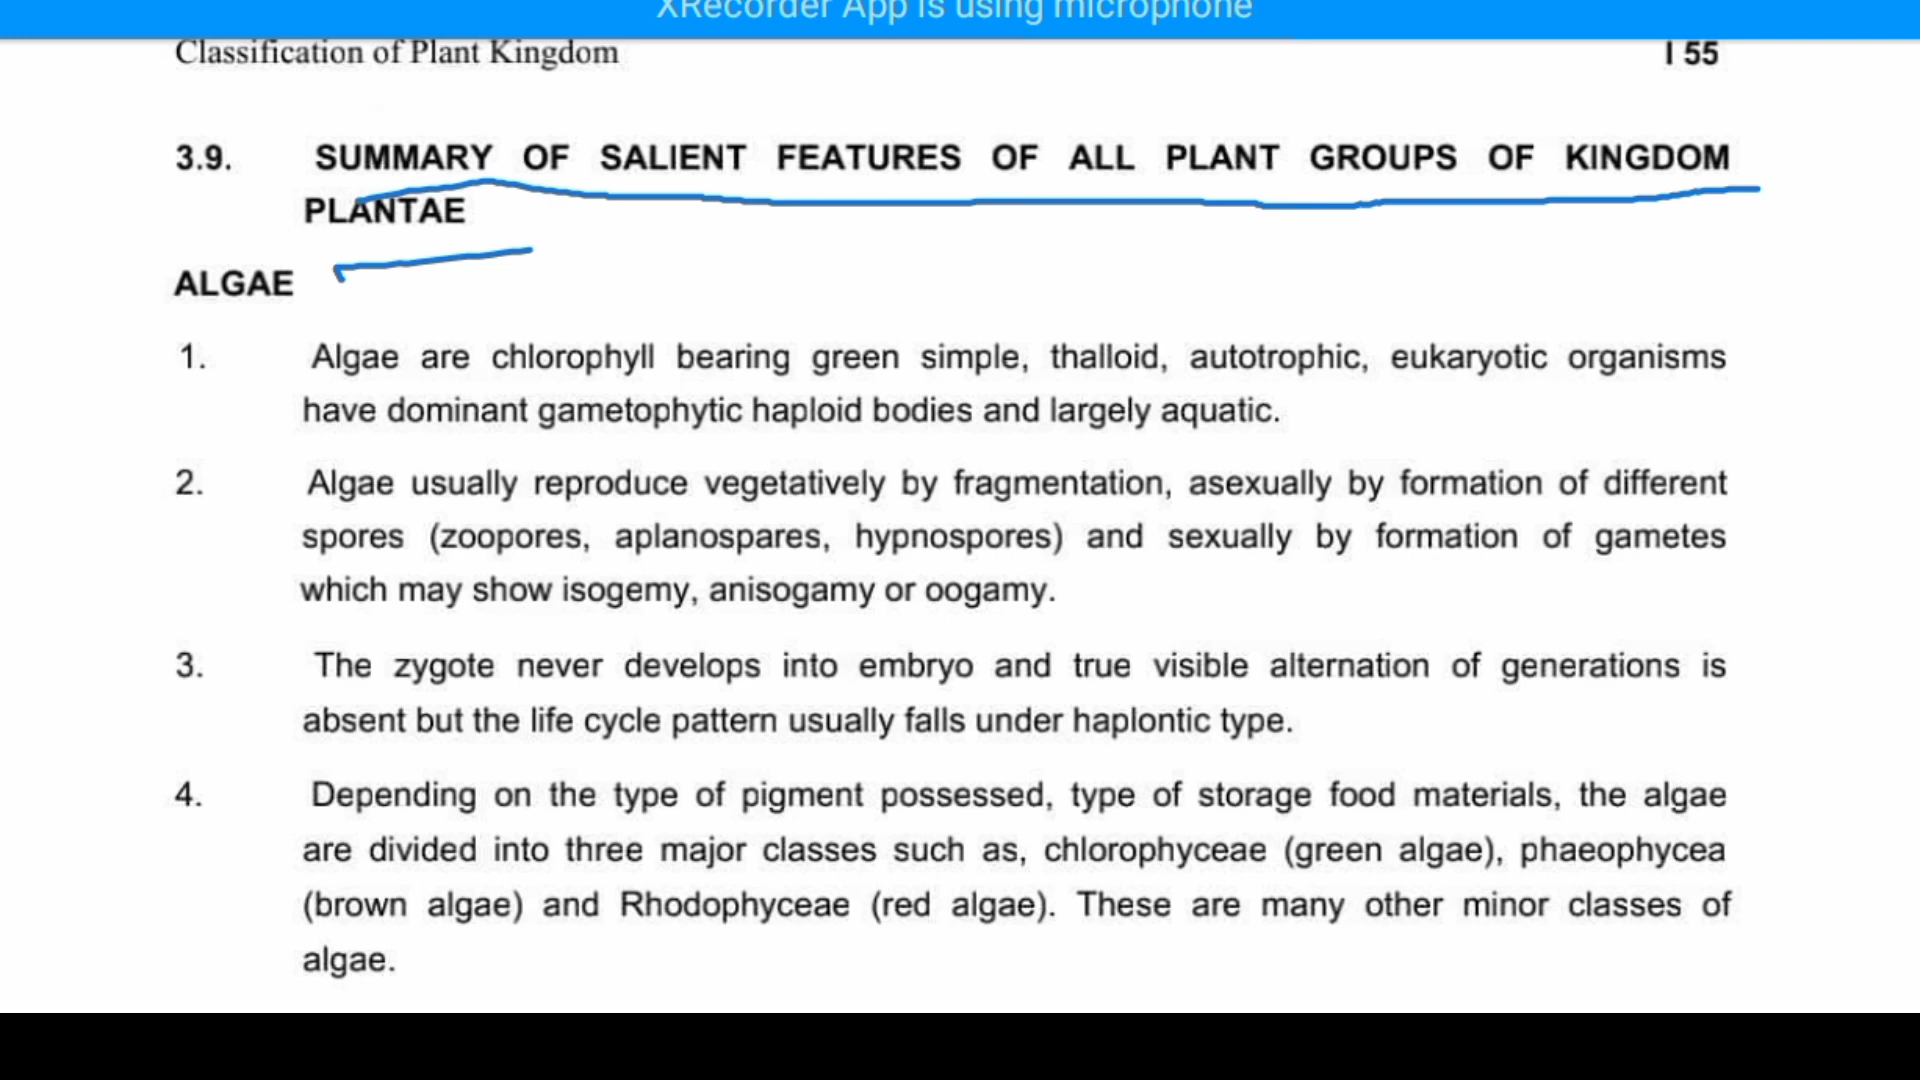 XRecorder App is using microphone
Classification of Plant Kingdom I 55
3.9. SUMMARY OF SALIENT FEATURES OF ALL PLANT GROUPS OF KINGDOM
PLANTAE
ALGAE
1. Algae are chlorophyll bearing green simple, thalloid, autotrophic, eukaryotic organisms
have dominant gametophytic haploid bodies and largely aquatic.
2. Algae usually reproduce vegetatively by fragmentation, asexually by formation of different
spores (zoopores, aplanospares, hypnospores) and sexually by formation of gametes
which may show isogemy, anisogamy or oogamy.
3. The zygote never develops into embryo and true visible alternation of generations is
absent but the life cycle pattern usually falls under haplontic type.
4. Depending on the type of pigment possessed, type of storage food materials, the algae
are divided into three major classes such as, chlorophyceae (green algae), phaeophycea
(brown algae) and Rhodophyceae (red algae). These are many other minor classes of
algae.